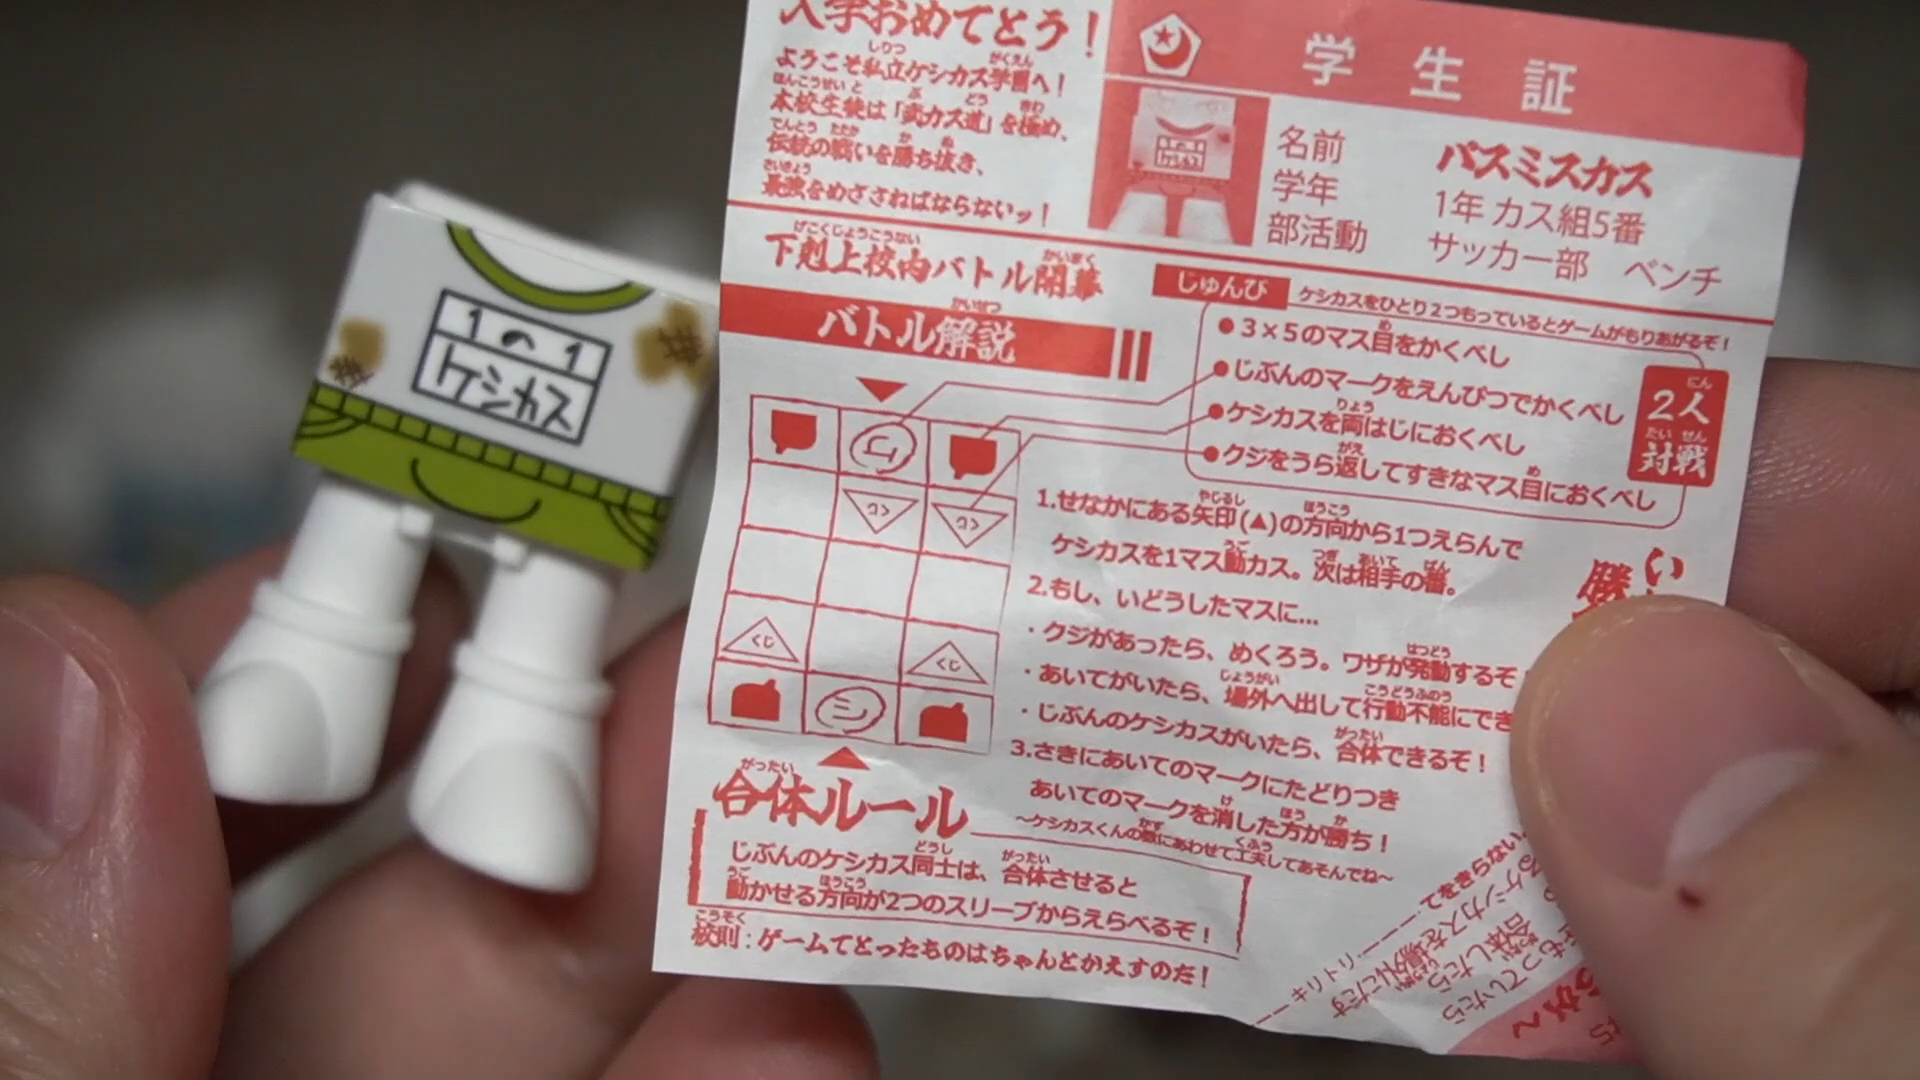 1の1
ケシカス
入学おめでとう!
ようこそ私立ケシカス学園へ!
本校生徒は「武カス道」を極め、
伝統の戦いを勝ち抜き、
最強をめざさねばならないッ!
学生証
1の1
ケシカス
名前 パスミスカス
学年 1年 カス組5番
部活動 サッカー部 ベンチ
下剋上校内バトル開幕
バトル解説
じゅんび
ケシカスをひとり2つもっているとゲームがもりあがるぞ!
●3×5のマス目をかくべし
●じぶんのマークをえんぴつでかくべし
●ケシカスを両はじにおくべし
●クジをうら返してすきなマス目におくべし
2人
対戦
くじ
くじ
くじ
くじ
1.せなかにある矢印(▲)の方向から1つえらんで
ケシカスを1マス動カス。次は相手の番。
2.もし、いどうしたマスに...
・クジがあったら、めくろう。ワザが発動するぞ
・あいてがいたら、場外へ出して行動不能にでき
・じぶんのケシカスがいたら、合体できるぞ!
3.さきにあいてのマークにたどりつき
あいてのマークを消した方が勝ち!
~ケシカスくんの数にあわせて工夫してあそんでね~
合体ルール
じぶんのケシカス同士は、合体させると
動かせる方向が2つのスリーブからえらべるぞ!
校則:ゲームでとったものはちゃんとかえすのだ!